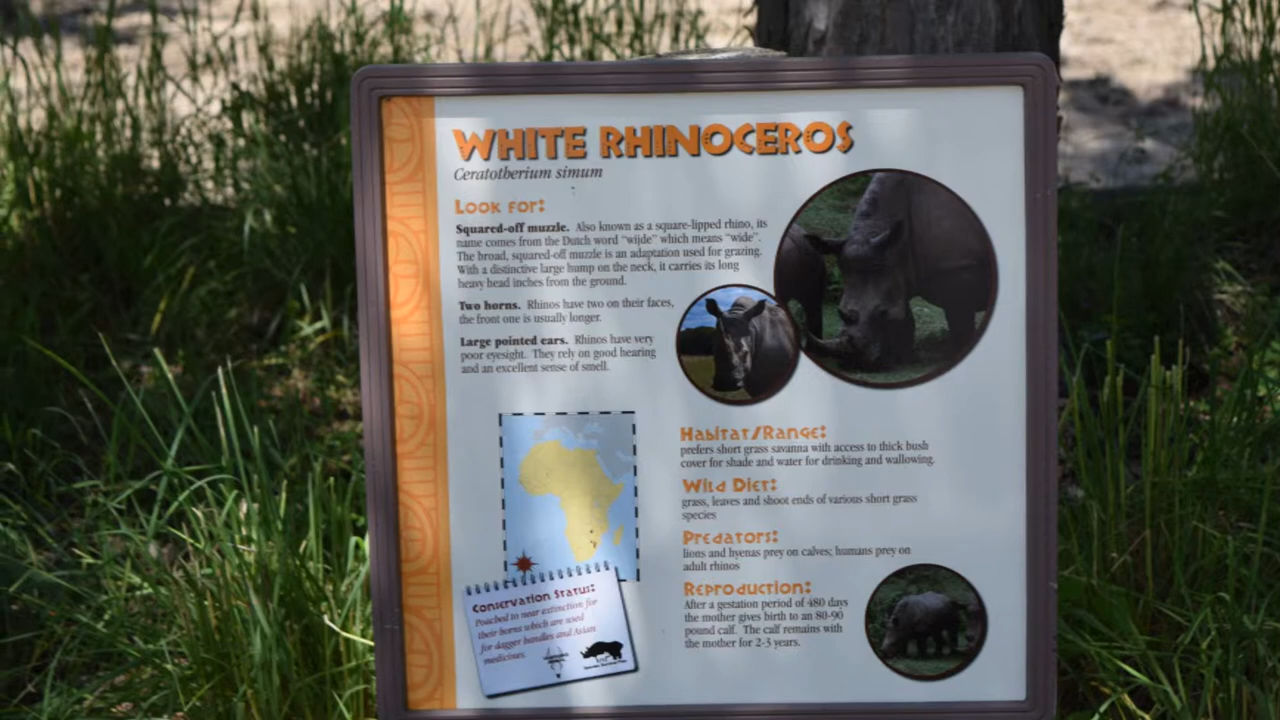 WHITE RHINOCEROS
Ceratotherium simum
Look for:
Squared-off muzzle. Also known as a square-lipped rhino, its
name comes from the Dutch word "wijde" which means "wide".
The broad, squared-off muzzle is an adaptation used for grazing.
With a distinctive large hump on the neck, it carries its long
heavy head inches from the ground.
Two horns. Rhinos have two on their faces,
the front one is usually longer.
Large pointed ears. Rhinos have very
poor eyesight. They rely on good hearing
and an excellent sense of smell.
Habitat/Range:
prefers short grass savanna with access to thick bush
cover for shade and water for drinking and wallowing.
Wild Diet:
grass, leaves and shoot ends of various short grass
species
Predators:
lions and hyenas prey on calves; humans prey on
adult rhinos
Reproduction:
After a gestation period of 480 days
the mother gives birth to an 80-90
pound calf. The calf remains with
the mother for 2-3 years.
Conservation Status:
Poached to near extinction for
their horns which are used
for dagger handles and Asian
medicines.